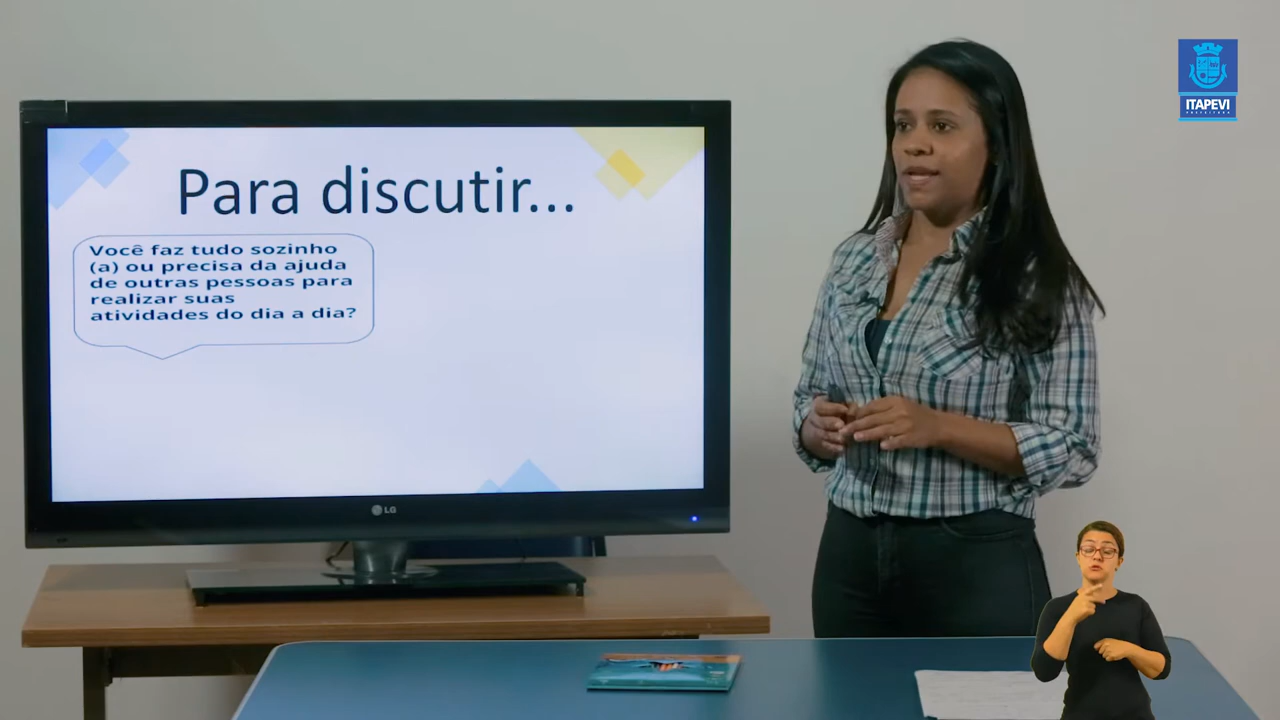 Para discutir...
Você faz tudo sozinho
(a) ou precisa da ajuda
de outras pessoas para
realizar suas
atividades do dia a dia?
LG
ITAPEVI
PREFEITURA